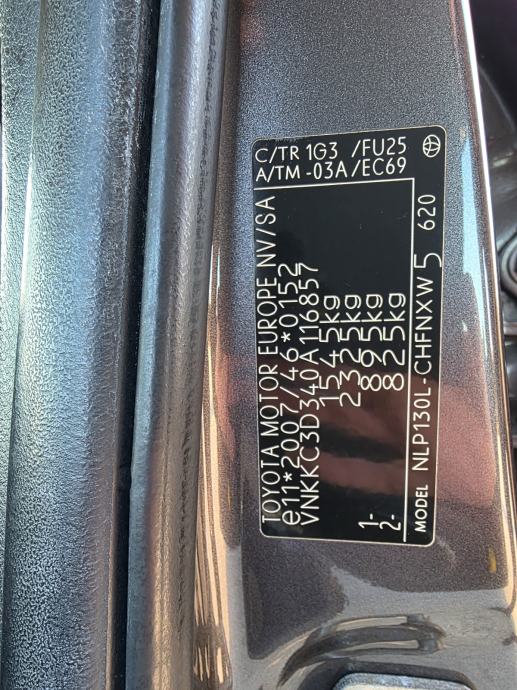 C/TR 1G3 /FU25
A/TM -03A /EC69
TOYOTA MOTOR EUROPE NV/SA
e11*2007/46*0152
VNKKC3D340A116857
1545kg
2325kg
1- 895kg
2- 825kg
MODEL NLP130L-CHFNXW 5 620